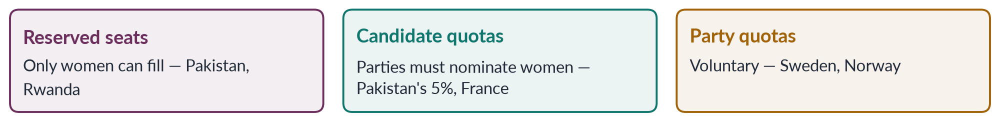 Reserved seats
Only women can fill — Pakistan,
Rwanda
Candidate quotas
Parties must nominate women —
Pakistan's 5%, France
Party quotas
Voluntary — Sweden, Norway